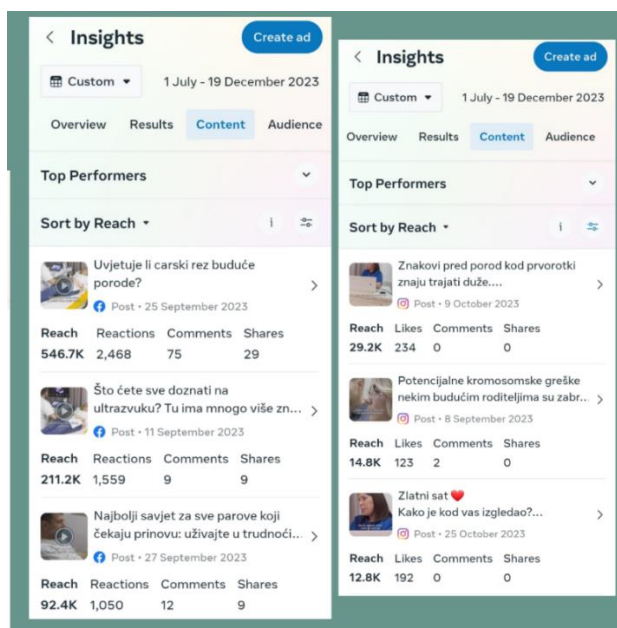 Insights
Create ad
Custom
1 July - 19 December 2023
Overview Results Content Audience
Top Performers
Sort by Reach
Uvjetuje li carski rez buduće
porode?
Post • 25 September 2023
Reach Reactions Comments Shares
546.7K 2,468 75 29
Što ćete sve doznati na
ultrazvuku? Tu ima mnogo više zn...
Post • 11 September 2023
Reach Reactions Comments Shares
211.2K 1,559 9 9
Najbolji savjet za sve parove koji
čekaju prinovu: uživajte u trudnoći...
Post • 27 September 2023
Reach Reactions Comments Shares
92.4K 1,050 12 9
Insights
Create ad
Custom
1 July - 19 December 2023
Overview Results Content Audience
Top Performers
Sort by Reach
Znakovi pred porod kod prvorotki
znaju trajati duže....
Post • 9 October 2023
Reach Likes Comments Shares
29.2K 234 0 0
Potencijalne kromosomske greške
nekim budućim roditeljima su zabr...
Post • 8 September 2023
Reach Likes Comments Shares
14.8K 123 2 0
Zlatni sat ❤️
Kako je kod vas izgledao?...
Post • 25 October 2023
Reach Likes Comments Shares
12.8K 192 0 0